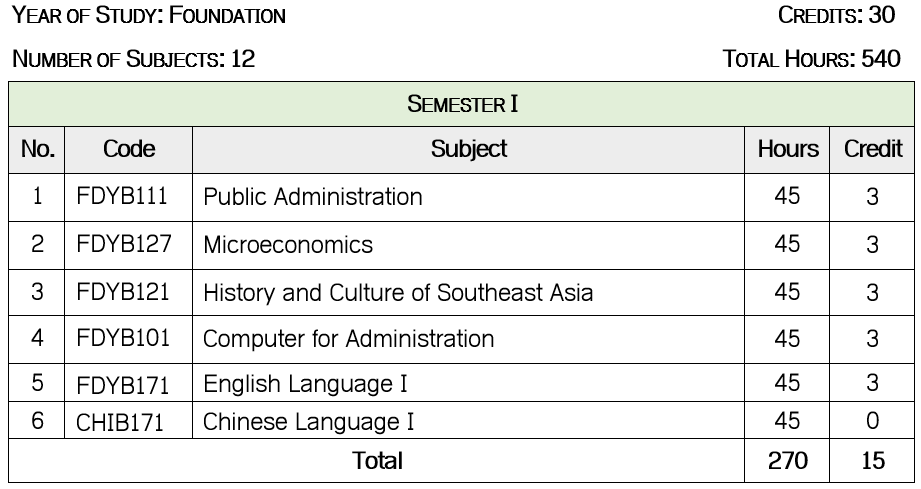 Year of Study: Foundation Credits: 30
Number of Subjects: 12 Total Hours: 540
Semester I
No. Code Subject Hours Credit
1 FDYB111 Public Administration 45 3
2 FDYB127 Microeconomics 45 3
3 FDYB121 History and Culture of Southeast Asia 45 3
4 FDYB101 Computer for Administration 45 3
5 FDYB171 English Language I 45 3
6 CHIB171 Chinese Language I 45 0
Total 270 15